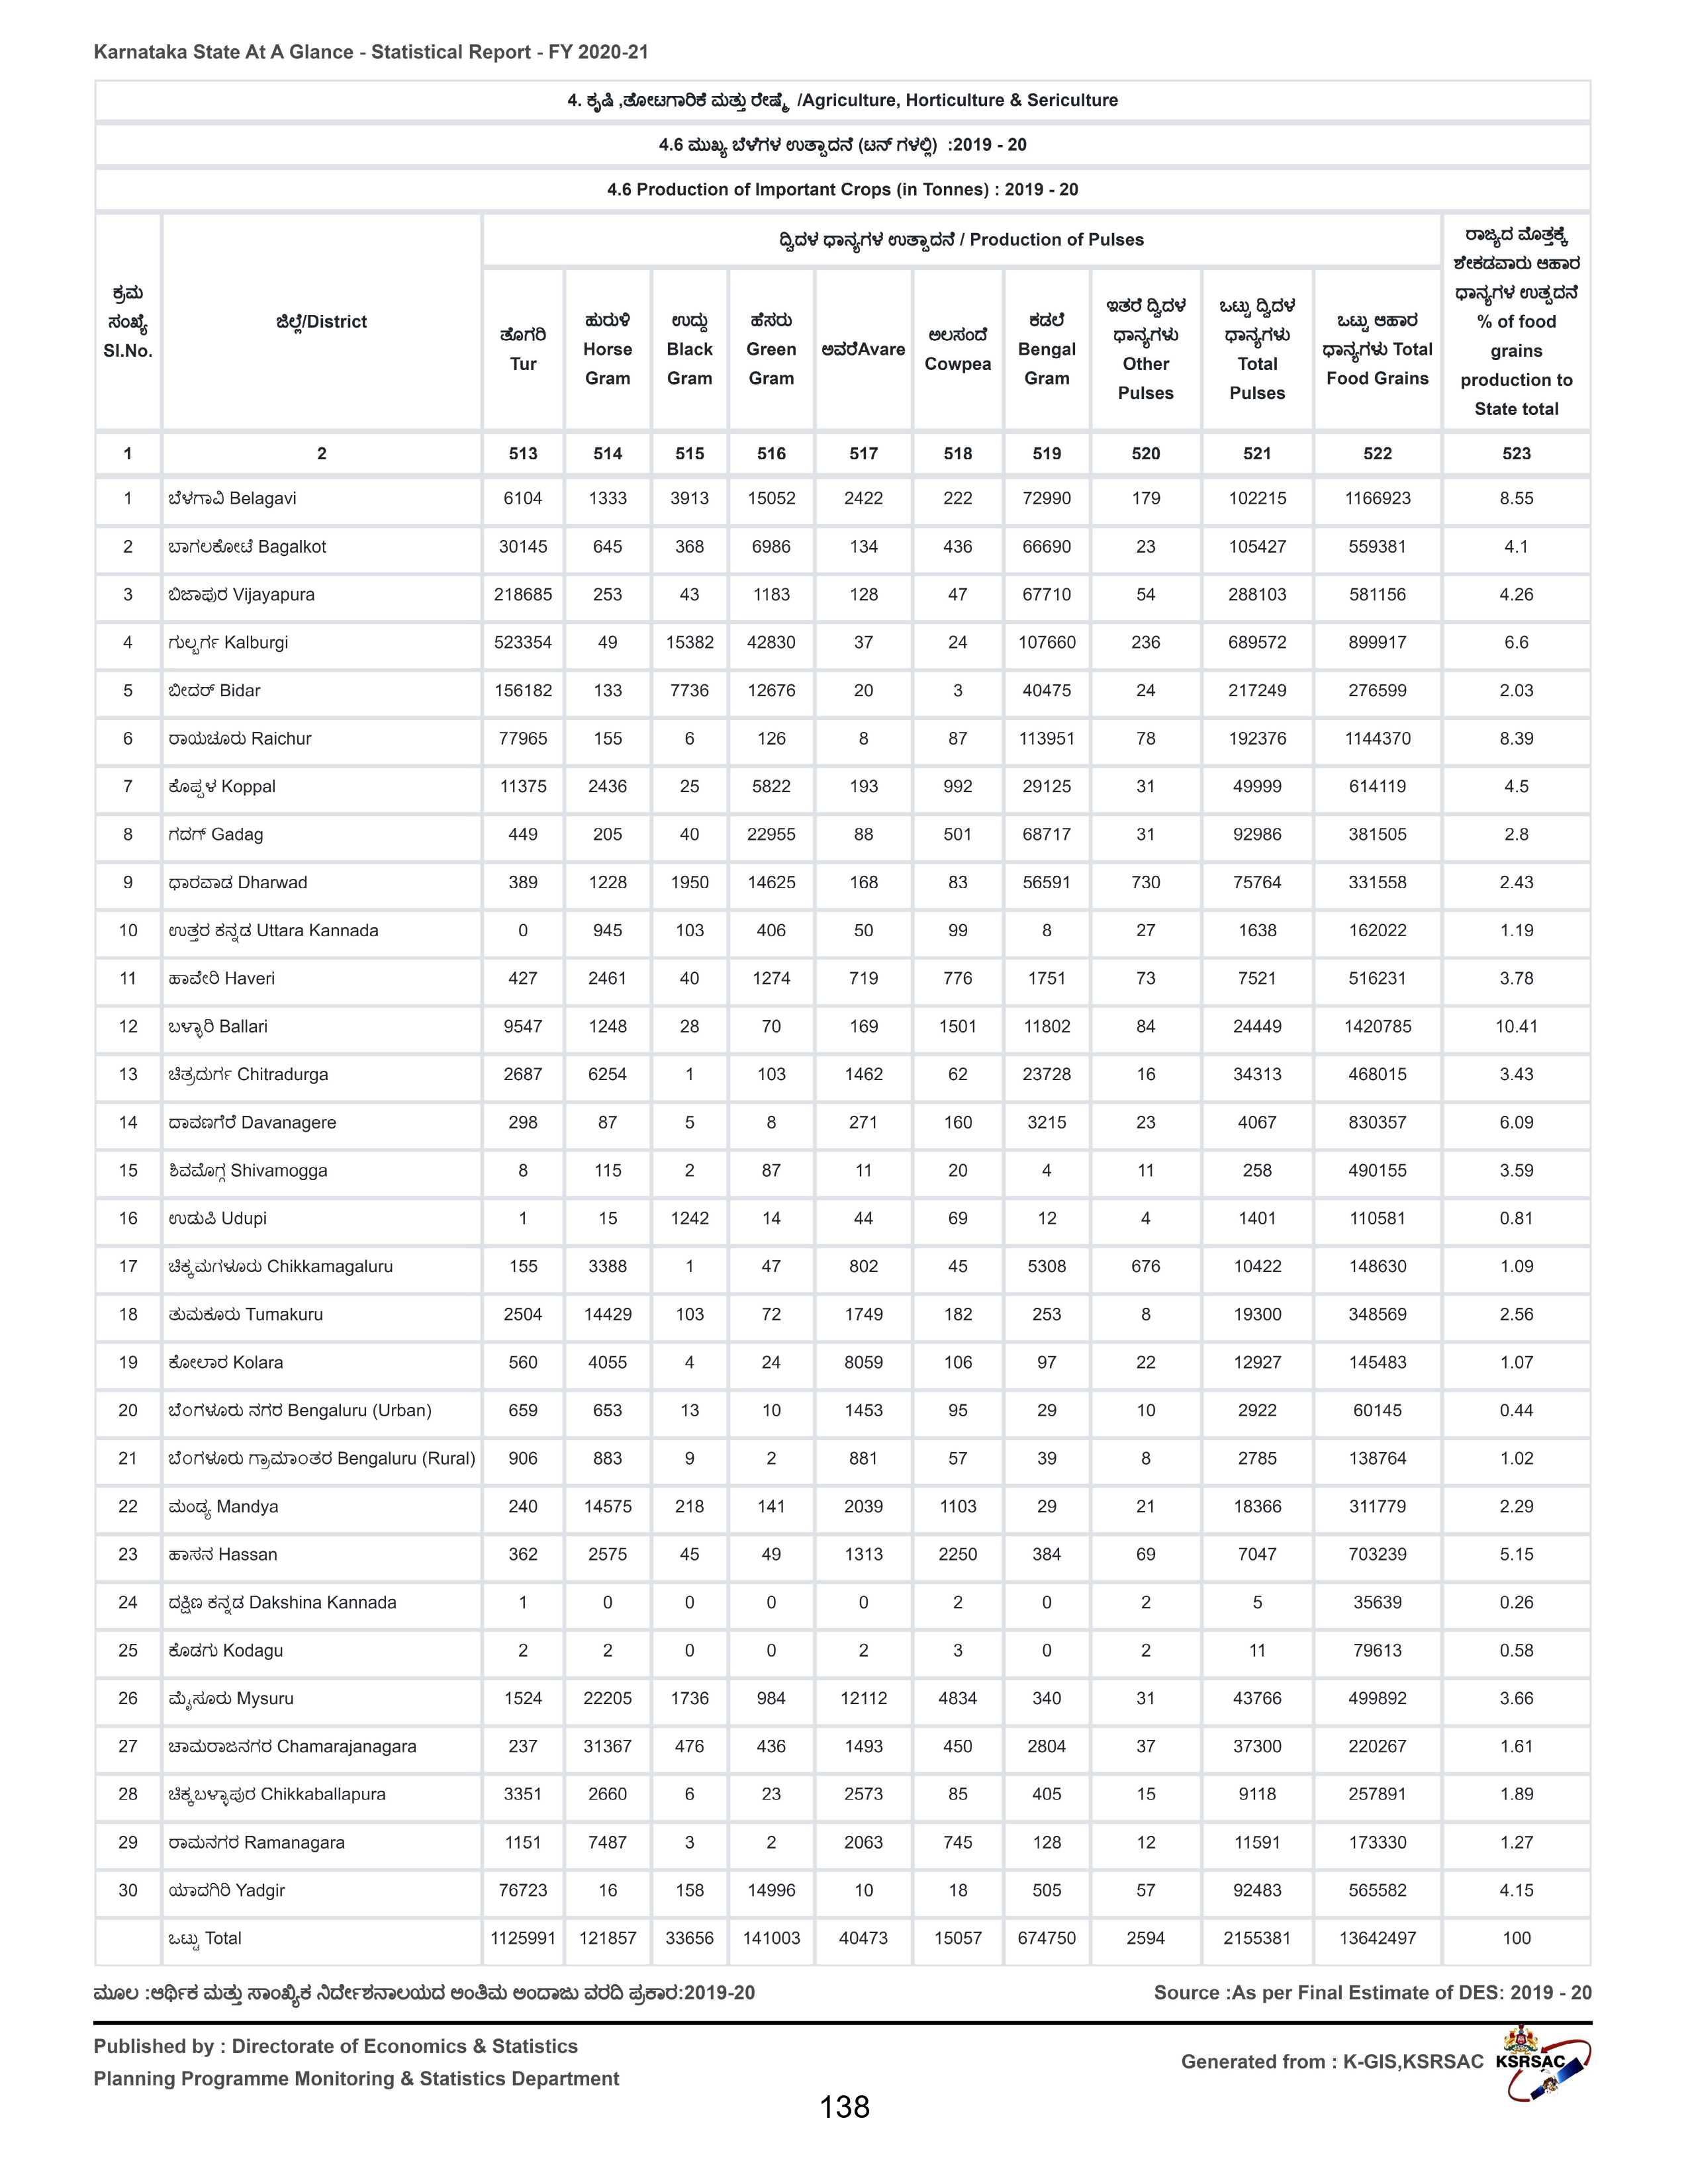 Karnataka State At A Glance - Statistical Report - FY 2020-21
4. ಕೃಷಿ ,ತೋಟಗಾರಿಕೆ ಮತ್ತು ರೇಷ್ಮೆ /Agriculture, Horticulture & Sericulture
4.6 ಮುಖ್ಯ ಬೆಳೆಗಳ ಉತ್ಪಾದನೆ (ಟನ್ ಗಳಲ್ಲಿ) :2019 - 20
4.6 Production of Important Crops (in Tonnes) : 2019 - 20
ಕ್ರಮ ಸಂಖ್ಯೆ Sl.No. ಜಿಲ್ಲೆ/District ದ್ವಿದಳ ಧಾನ್ಯಗಳ ಉತ್ಪಾದನೆ / Production of Pulses ರಾಜ್ಯದ ಮೊತ್ತಕ್ಕೆ ಶೇಕಡವಾರು ಆಹಾರ ಧಾನ್ಯಗಳ ಉತ್ಪದನೆ % of food grains production to State total
ತೊಗರಿ Tur ಹುರುಳಿ Horse Gram ಉದ್ದು Black Gram ಹೆಸರು Green Gram ಅವರೆAvare ಅಲಸಂದೆ Cowpea ಕಡಲೆ Bengal Gram ಇತರೆ ದ್ವಿದಳ ಧಾನ್ಯಗಳು Other Pulses ಒಟ್ಟು ದ್ವಿದಳ ಧಾನ್ಯಗಳು Total Pulses ಒಟ್ಟು ಆಹಾರ ಧಾನ್ಯಗಳು Total Food Grains
1 2 513 514 515 516 517 518 519 520 521 522 523
1 ಬೆಳಗಾವಿ Belagavi 6104 1333 3913 15052 2422 222 72990 179 102215 1166923 8.55
2 ಬಾಗಲಕೋಟೆ Bagalkot 30145 645 368 6986 134 436 66690 23 105427 559381 4.1
3 ಬಿಜಾಪುರ Vijayapura 218685 253 43 1183 128 47 67710 54 288103 581156 4.26
4 ಗುಲ್ಬರ್ಗ Kalburgi 523354 49 15382 42830 37 24 107660 236 689572 899917 6.6
5 ಬೀದರ್ Bidar 156182 133 7736 12676 20 3 40475 24 217249 276599 2.03
6 ರಾಯಚೂರು Raichur 77965 155 6 126 8 87 113951 78 192376 1144370 8.39
7 ಕೊಪ್ಪಳ Koppal 11375 2436 25 5822 193 992 29125 31 49999 614119 4.5
8 ಗದಗ್ Gadag 449 205 40 22955 88 501 68717 31 92986 381505 2.8
9 ಧಾರವಾಡ Dharwad 389 1228 1950 14625 168 83 56591 730 75764 331558 2.43
10 ಉತ್ತರ ಕನ್ನಡ Uttara Kannada 0 945 103 406 50 99 8 27 1638 162022 1.19
11 ಹಾವೇರಿ Haveri 427 2461 40 1274 719 776 1751 73 7521 516231 3.78
12 ಬಳ್ಳಾರಿ Ballari 9547 1248 28 70 169 1501 11802 84 24449 1420785 10.41
13 ಚಿತ್ರದುರ್ಗ Chitradurga 2687 6254 1 103 1462 62 23728 16 34313 468015 3.43
14 ದಾವಣಗೆರೆ Davanagere 298 87 5 8 271 160 3215 23 4067 830357 6.09
15 ಶಿವಮೊಗ್ಗ Shivamogga 8 115 2 87 11 20 4 11 258 490155 3.59
16 ಉಡುಪಿ Udupi 1 15 1242 14 44 69 12 4 1401 110581 0.81
17 ಚಿಕ್ಕಮಗಳೂರು Chikkamagaluru 155 3388 1 47 802 45 5308 676 10422 148630 1.09
18 ತುಮಕೂರು Tumakuru 2504 14429 103 72 1749 182 253 8 19300 348569 2.56
19 ಕೋಲಾರ Kolara 560 4055 4 24 8059 106 97 22 12927 145483 1.07
20 ಬೆಂಗಳೂರು ನಗರ Bengaluru (Urban) 659 653 13 10 1453 95 29 10 2922 60145 0.44
21 ಬೆಂಗಳೂರು ಗ್ರಾಮಾಂತರ Bengaluru (Rural) 906 883 9 2 881 57 39 8 2785 138764 1.02
22 ಮಂಡ್ಯ Mandya 240 14575 218 141 2039 1103 29 21 18366 311779 2.29
23 ಹಾಸನ Hassan 362 2575 45 49 1313 2250 384 69 7047 703239 5.15
24 ದಕ್ಷಿಣ ಕನ್ನಡ Dakshina Kannada 1 0 0 0 0 2 0 2 5 35639 0.26
25 ಕೊಡಗು Kodagu 2 2 0 0 2 3 0 2 11 79613 0.58
26 ಮೈಸೂರು Mysuru 1524 22205 1736 984 12112 4834 340 31 43766 499892 3.66
27 ಚಾಮರಾಜನಗರ Chamarajanagara 237 31367 476 436 1493 450 2804 37 37300 220267 1.61
28 ಚಿಕ್ಕಬಳ್ಳಾಪುರ Chikkaballapura 3351 2660 6 23 2573 85 405 15 9118 257891 1.89
29 ರಾಮನಗರ Ramanagara 1151 7487 3 2 2063 745 128 12 11591 173330 1.27
30 ಯಾದಗಿರಿ Yadgir 76723 16 158 14996 10 18 505 57 92483 565582 4.15
ಒಟ್ಟು Total 1125991 121857 33656 141003 40473 15057 674750 2594 2155381 13642497 100
ಮೂಲ :ಆರ್ಥಿಕ ಮತ್ತು ಸಾಂಖ್ಯಿಕ ನಿರ್ದೇಶನಾಲಯದ ಅಂತಿಮ ಅಂದಾಜು ವರದಿ ಪ್ರಕಾರ:2019-20 Source :As per Final Estimate of DES: 2019 - 20
Published by : Directorate of Economics & Statistics
Planning Programme Monitoring & Statistics Department
Generated from : K-GIS,KSRSAC KSRSAC
138